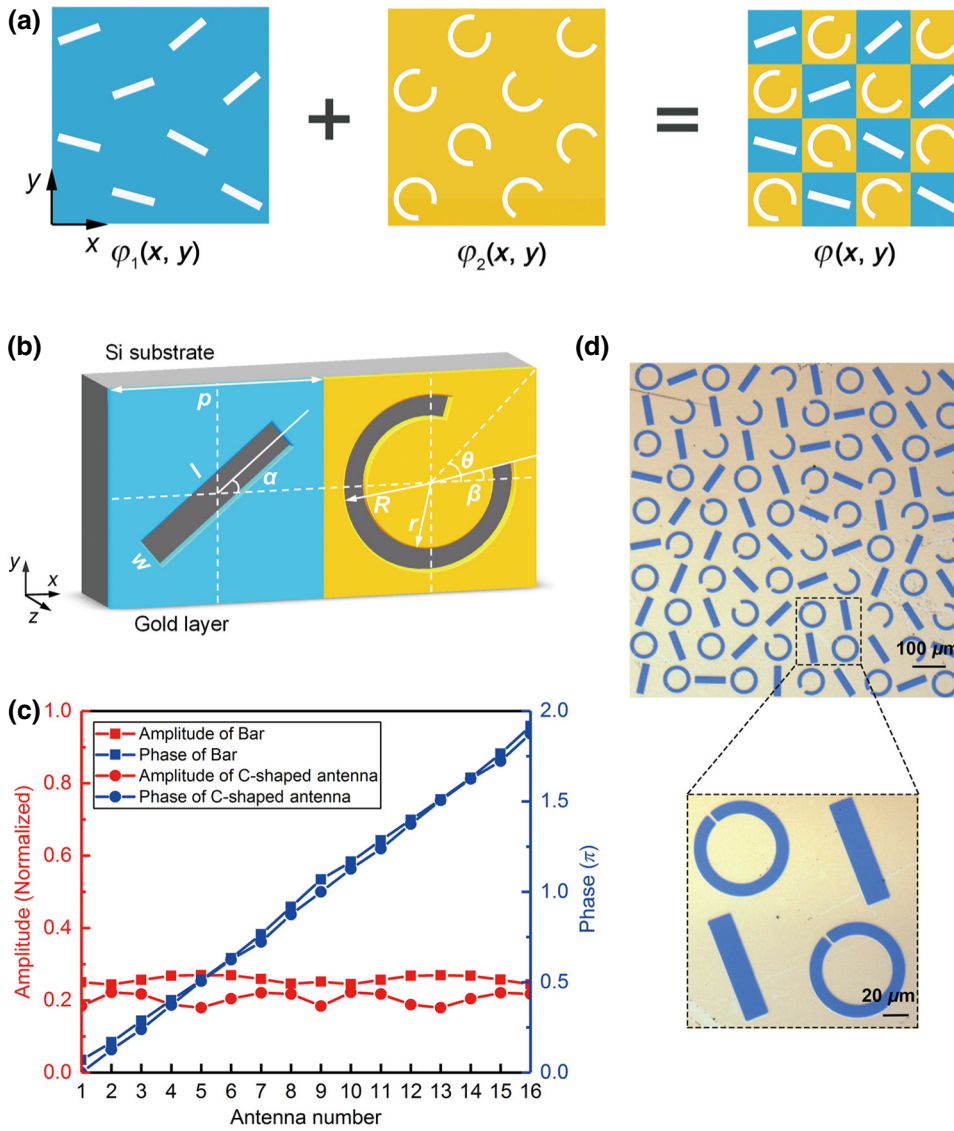 (a)
+
=
y
x
φ₁(x, y)
φ₂(x, y)
φ(x, y)
(b)
Si substrate
p
l
α
w
θ
β
R
r
y
x
z
Gold layer
(c)
1.0
0.8
0.6
0.4
0.2
0.0
Amplitude (Normalized)
Amplitude of Bar
Phase of Bar
Amplitude of C-shaped antenna
Phase of C-shaped antenna
2.0
1.5
1.0
0.5
0.0
Phase (π)
1 2 3 4 5 6 7 8 9 10 11 12 13 14 15 16
Antenna number
(d)
100 μm
20 μm